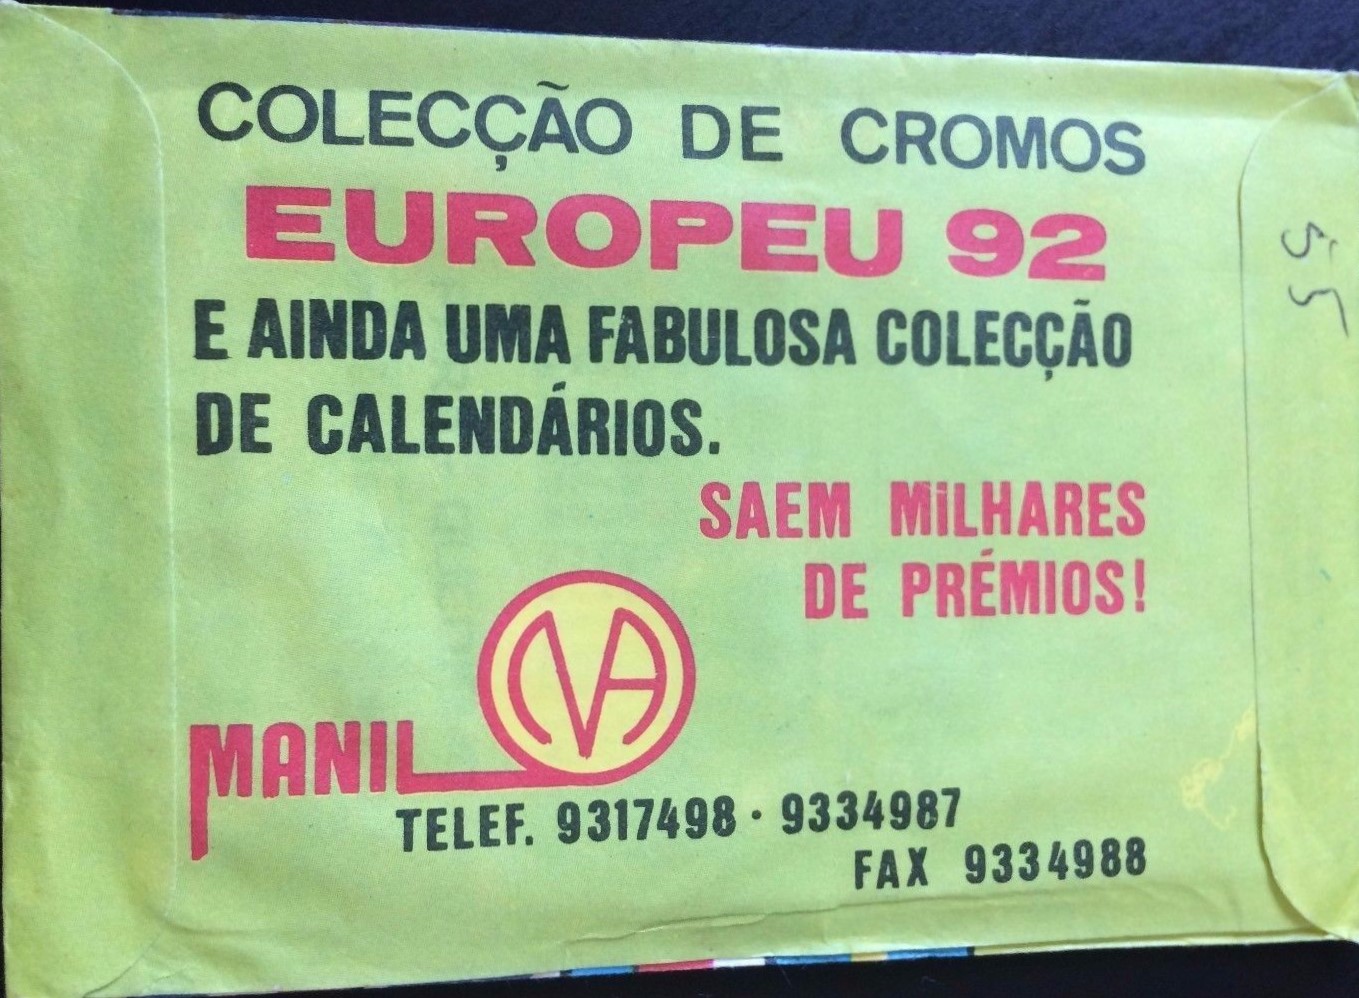 COLECÇÃO DE CROMOS
EUROPEU 92
E AINDA UMA FABULOSA COLECÇÃO
DE CALENDÁRIOS.
SAEM MILHARES
DE PRÉMIOS!
MANIL
TELEF. 9317498 · 9334987
FAX 9334988
55